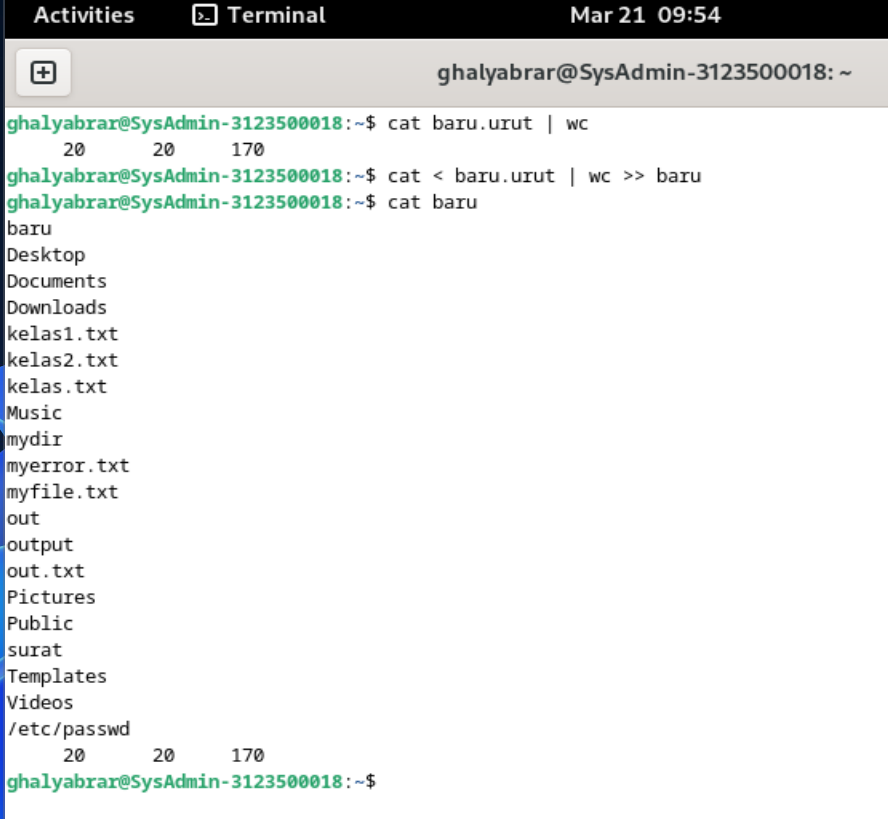 Activities Terminal Mar 21 09:54
ghalyabrar@SysAdmin-3123500018: ~
ghalyabrar@SysAdmin-3123500018:~$ cat baru.urut | wc
     20      20     170
ghalyabrar@SysAdmin-3123500018:~$ cat < baru.urut | wc >> baru
ghalyabrar@SysAdmin-3123500018:~$ cat baru
baru
Desktop
Documents
Downloads
kelas1.txt
kelas2.txt
kelas.txt
Music
mydir
myerror.txt
myfile.txt
out
output
out.txt
Pictures
Public
surat
Templates
Videos
/etc/passwd
     20      20     170
ghalyabrar@SysAdmin-3123500018:~$